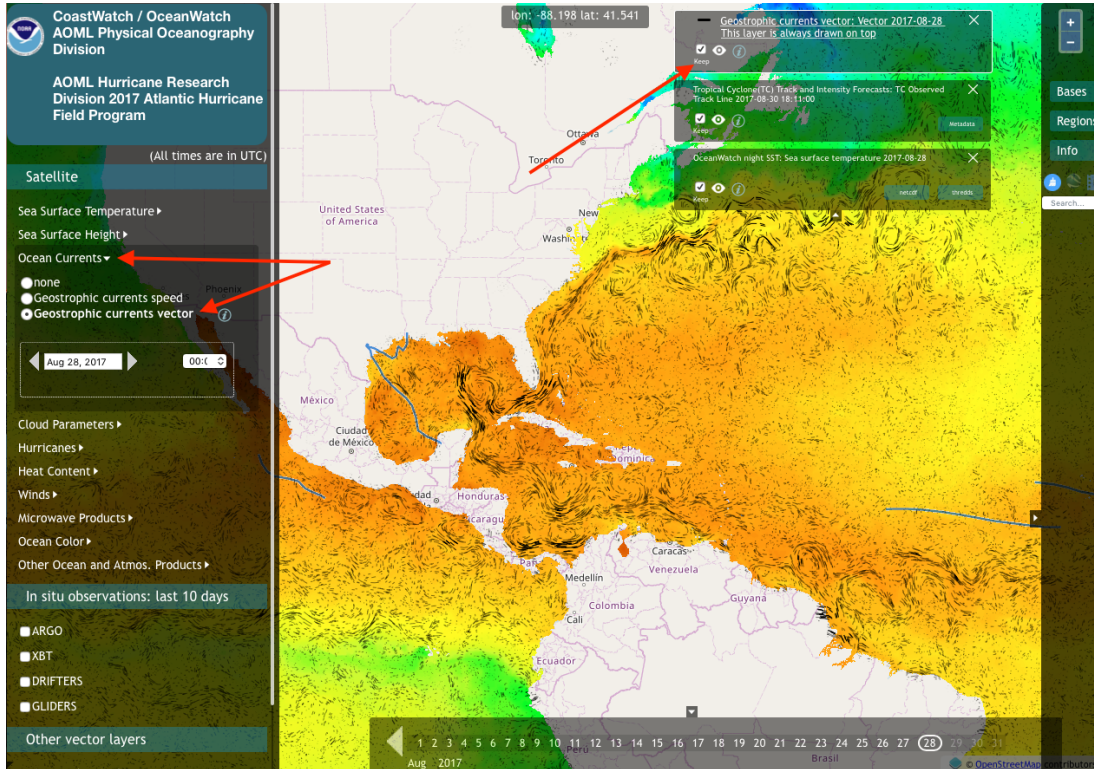 CoastWatch / OceanWatch
AOML Physical Oceanography
Division
AOML Hurricane Research
Division 2017 Atlantic Hurricane
Field Program
(All times are in UTC)
Satellite
Sea Surface Temperature
Sea Surface Height
Ocean Currents
none
Geostrophic currents speed
Geostrophic currents vector
Aug 28, 2017
Cloud Parameters
Hurricanes
Heat Content
Winds
Microwave Products
Ocean Color
Other Ocean and Atmos. Products
In situ observations: last 10 days
ARGO
XBT
DRIFTERS
GLIDERS
Other vector layers
lon: -88.198 lat: 41.541
Geostrophic currents vector: Vector 2017-08-28
This layer is always drawn on top
Keep
Tropical Cyclone(TC) Track and Intensity Forecasts: TC Observed
Track Line 2017-08-30 18:11:00
Keep
Metadata
OceanWatch night SST: Sea surface temperature 2017-08-28
Keep
netcdf
thredds
+
-
Bases
Regions
Info
Search...
Ottawa
Toronto
United States
of America
New
Phoenix
México
Ciudad
de México
Honduras
Caracas
Medellín
Venezuela
Guyana
Colombia
Cali
Ecuador
Perú
Brasil
1 2 3 4 5 6 7 8 9 10 11 12 13 14 15 16 17 18 19 20 21 22 23 24 25 26 27 28 29 30 31
Aug 2017
© OpenStreetMap contributors